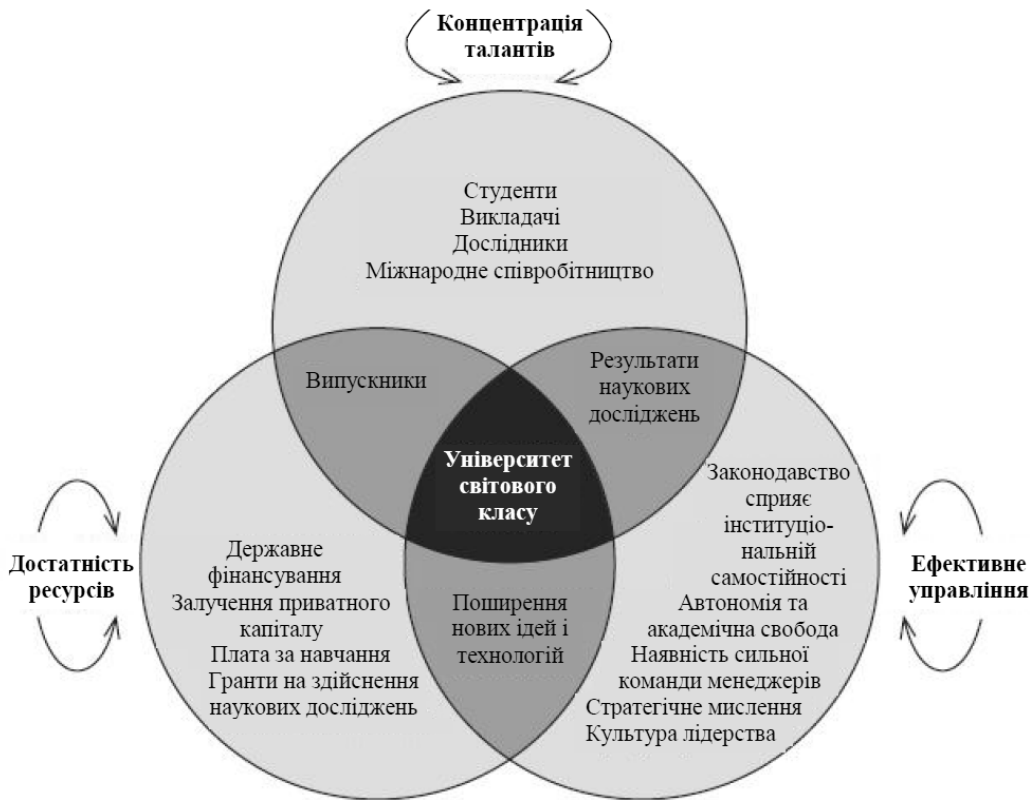 Концентрація
талантів
Студенти
Викладачі
Дослідники
Міжнародне співробітництво
Випускники
Результати
наукових
досліджень
Університет
світового
класу
Достатність
ресурсів
Державне
фінансування
Залучення приватного
капіталу
Плата за навчання
Гранти на здійснення
наукових досліджень
Поширення
нових ідей і
технологій
Законодавство
сприяє
інституціо-
нальній
самостійності
Автономія та
академічна свобода
Наявність сильної
команди менеджерів
Стратегічне мислення
Культура лідерства
Ефективне
управління